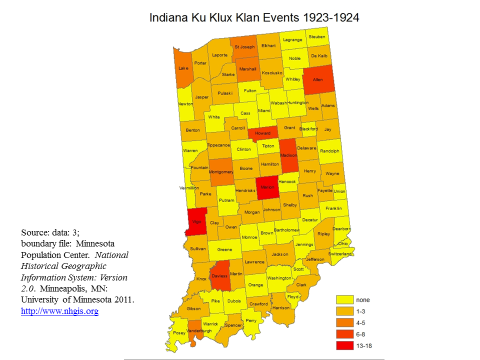 Indiana Ku Klux Klan Events 1923-1924
Steuben
Lagrange
Elkhart
St Joseph
Laporte
Porter
Lake
Noble
De Kalb
Marshall
Starke
Kosciusko
Whitley
Allen
Jasper
Pulaski
Fulton
Newton
Wabash
Huntington
White
Cass
Miami
Wells
Adams
Carroll
Benton
Howard
Grant
Blackford
Jay
Tippecanoe
Clinton
Tipton
Warren
Madison
Delaware
Randolph
Fountain
Montgomery
Boone
Hamilton
Henry
Wayne
Vermillion
Parke
Hendricks
Hancock
Putnam
Rush
Fayette
Union
Shelby
Morgan
Johnson
Franklin
Clay
Owen
Decatur
Monroe
Brown
Bartholomew
Dearborn
Ripley
Sullivan
Greene
Jennings
Ohio
Switzerland
Jackson
Jefferson
Lawrence
Knox
Daviess
Martin
Scott
Washington
Orange
Clark
Floyd
Pike
Dubois
Gibson
Crawford
Harrison
Perry
Warrick
Spencer
Posey
Vanderburgh
Source: data: 3;
boundary file: Minnesota
Population Center. National
Historical Geographic
Information System: Version
2.0. Minneapolis, MN:
University of Minnesota 2011.
http://www.nhgis.org
none
1-3
4-5
6-8
13-18